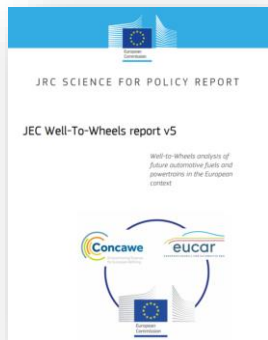 European
Commission
JRC SCIENCE FOR POLICY REPORT
JEC Well-To-Wheels report v5
Well-to-Wheels analysis of
future automotive fuels and
powertrains in the European
context
Concawe
eucar
European
Commission